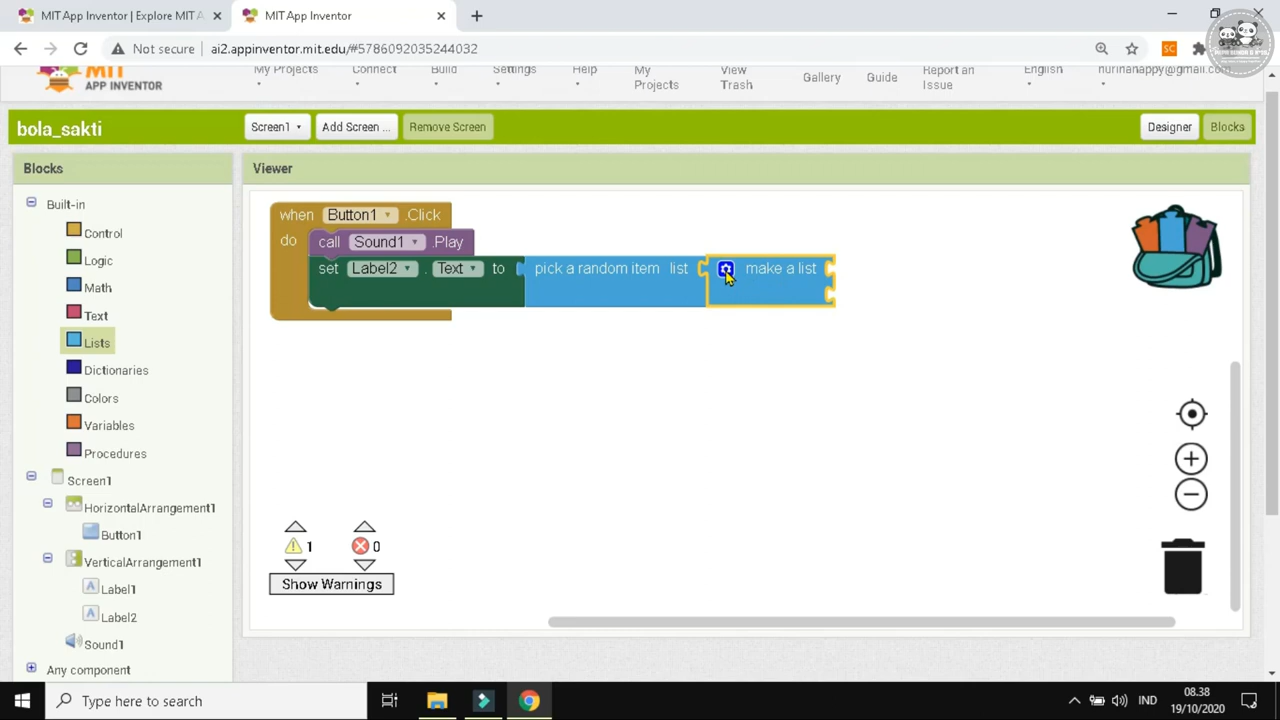 MIT App Inventor | Explore MIT A
MIT App Inventor
Not secure
ai2.appinventor.mit.edu/#5786092035244032
SC
MIT
APP INVENTOR
My Projects
Connect
Build
Settings
Help
My
Projects
View
Trash
Gallery
Guide
Report an
Issue
English
nurinahappy@gmail.com
bola_sakti
Screen1
Add Screen ...
Remove Screen
Designer
Blocks
Blocks
Viewer
Built-in
Control
Logic
Math
Text
Lists
Dictionaries
Colors
Variables
Procedures
Screen1
HorizontalArrangement1
Button1
VerticalArrangement1
A Label1
A Label2
Sound1
Any component
when Button1 .Click
do call Sound1 .Play
set Label2 . Text to pick a random item list make a list
1
0
Show Warnings
Type here to search
IND
08.38
19/10/2020